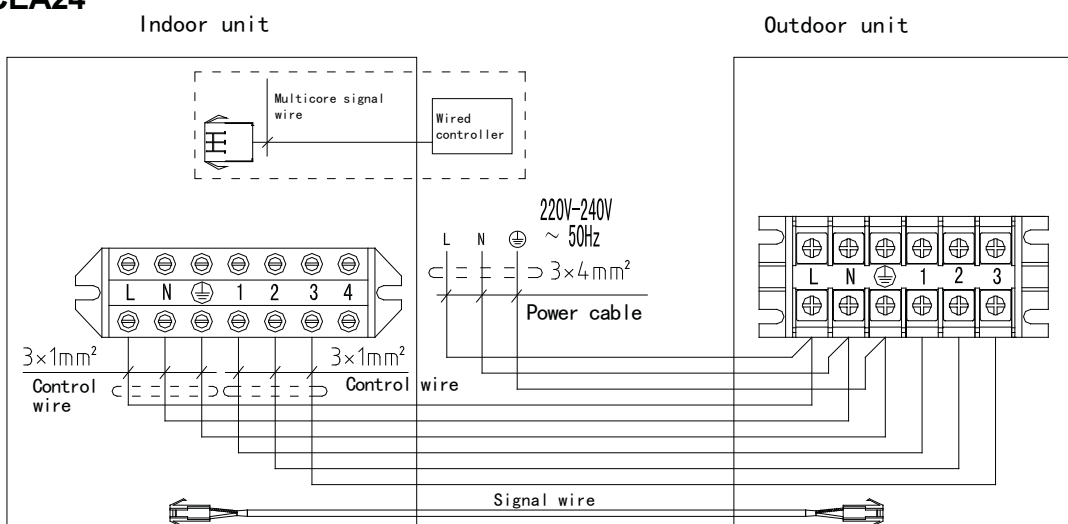 Indoor unit
Outdoor unit
Multicore signal
wire
Wired
controller
220V-240V
~ 50Hz
L N
3×4mm²
Power cable
L N 1 2 3 4
L N 1 2 3
3×1mm²
Control
wire
3×1mm²
Control wire
Signal wire